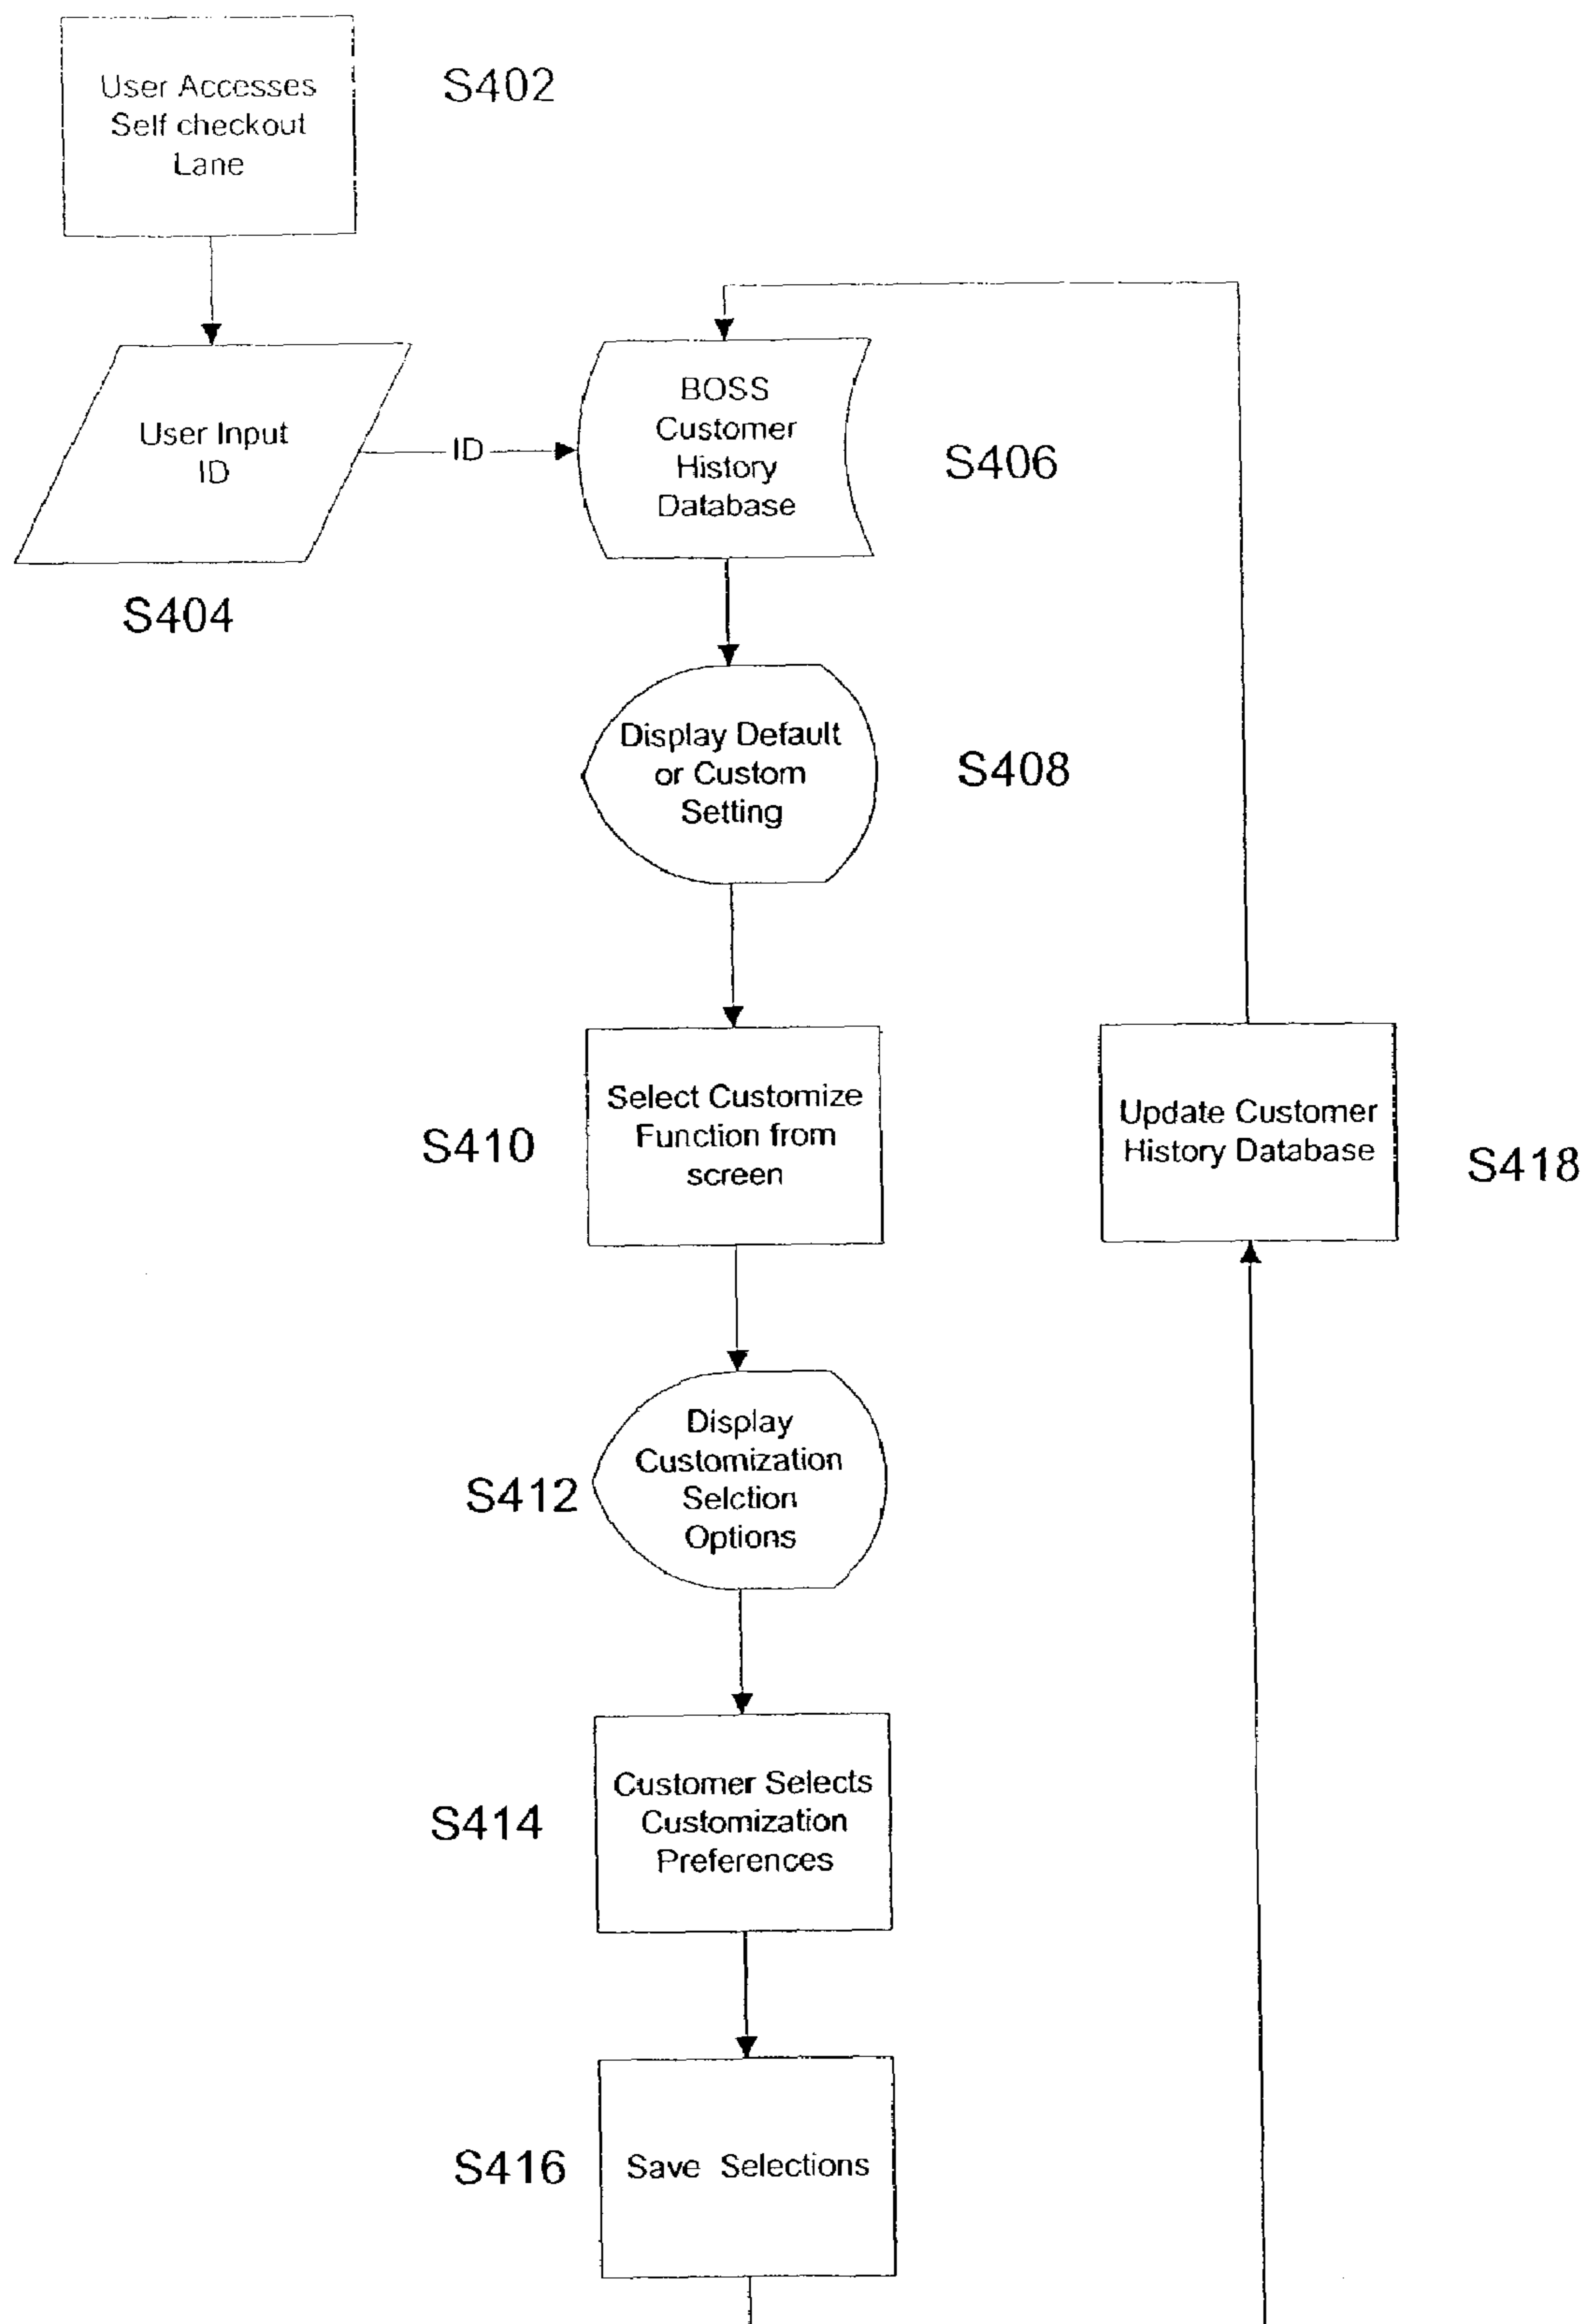 User Accesses
Self checkout
Lane
S402
User Input
ID
S404
ID
BOSS
Customer
History
Database
S406
Display Default
or Custom
Setting
S408
Select Customize
Function from
screen
S410
Update Customer
History Database
S418
Display
Customization
Selction
Options
S412
Customer Selects
Customization
Preferences
S414
Save Selections
S416